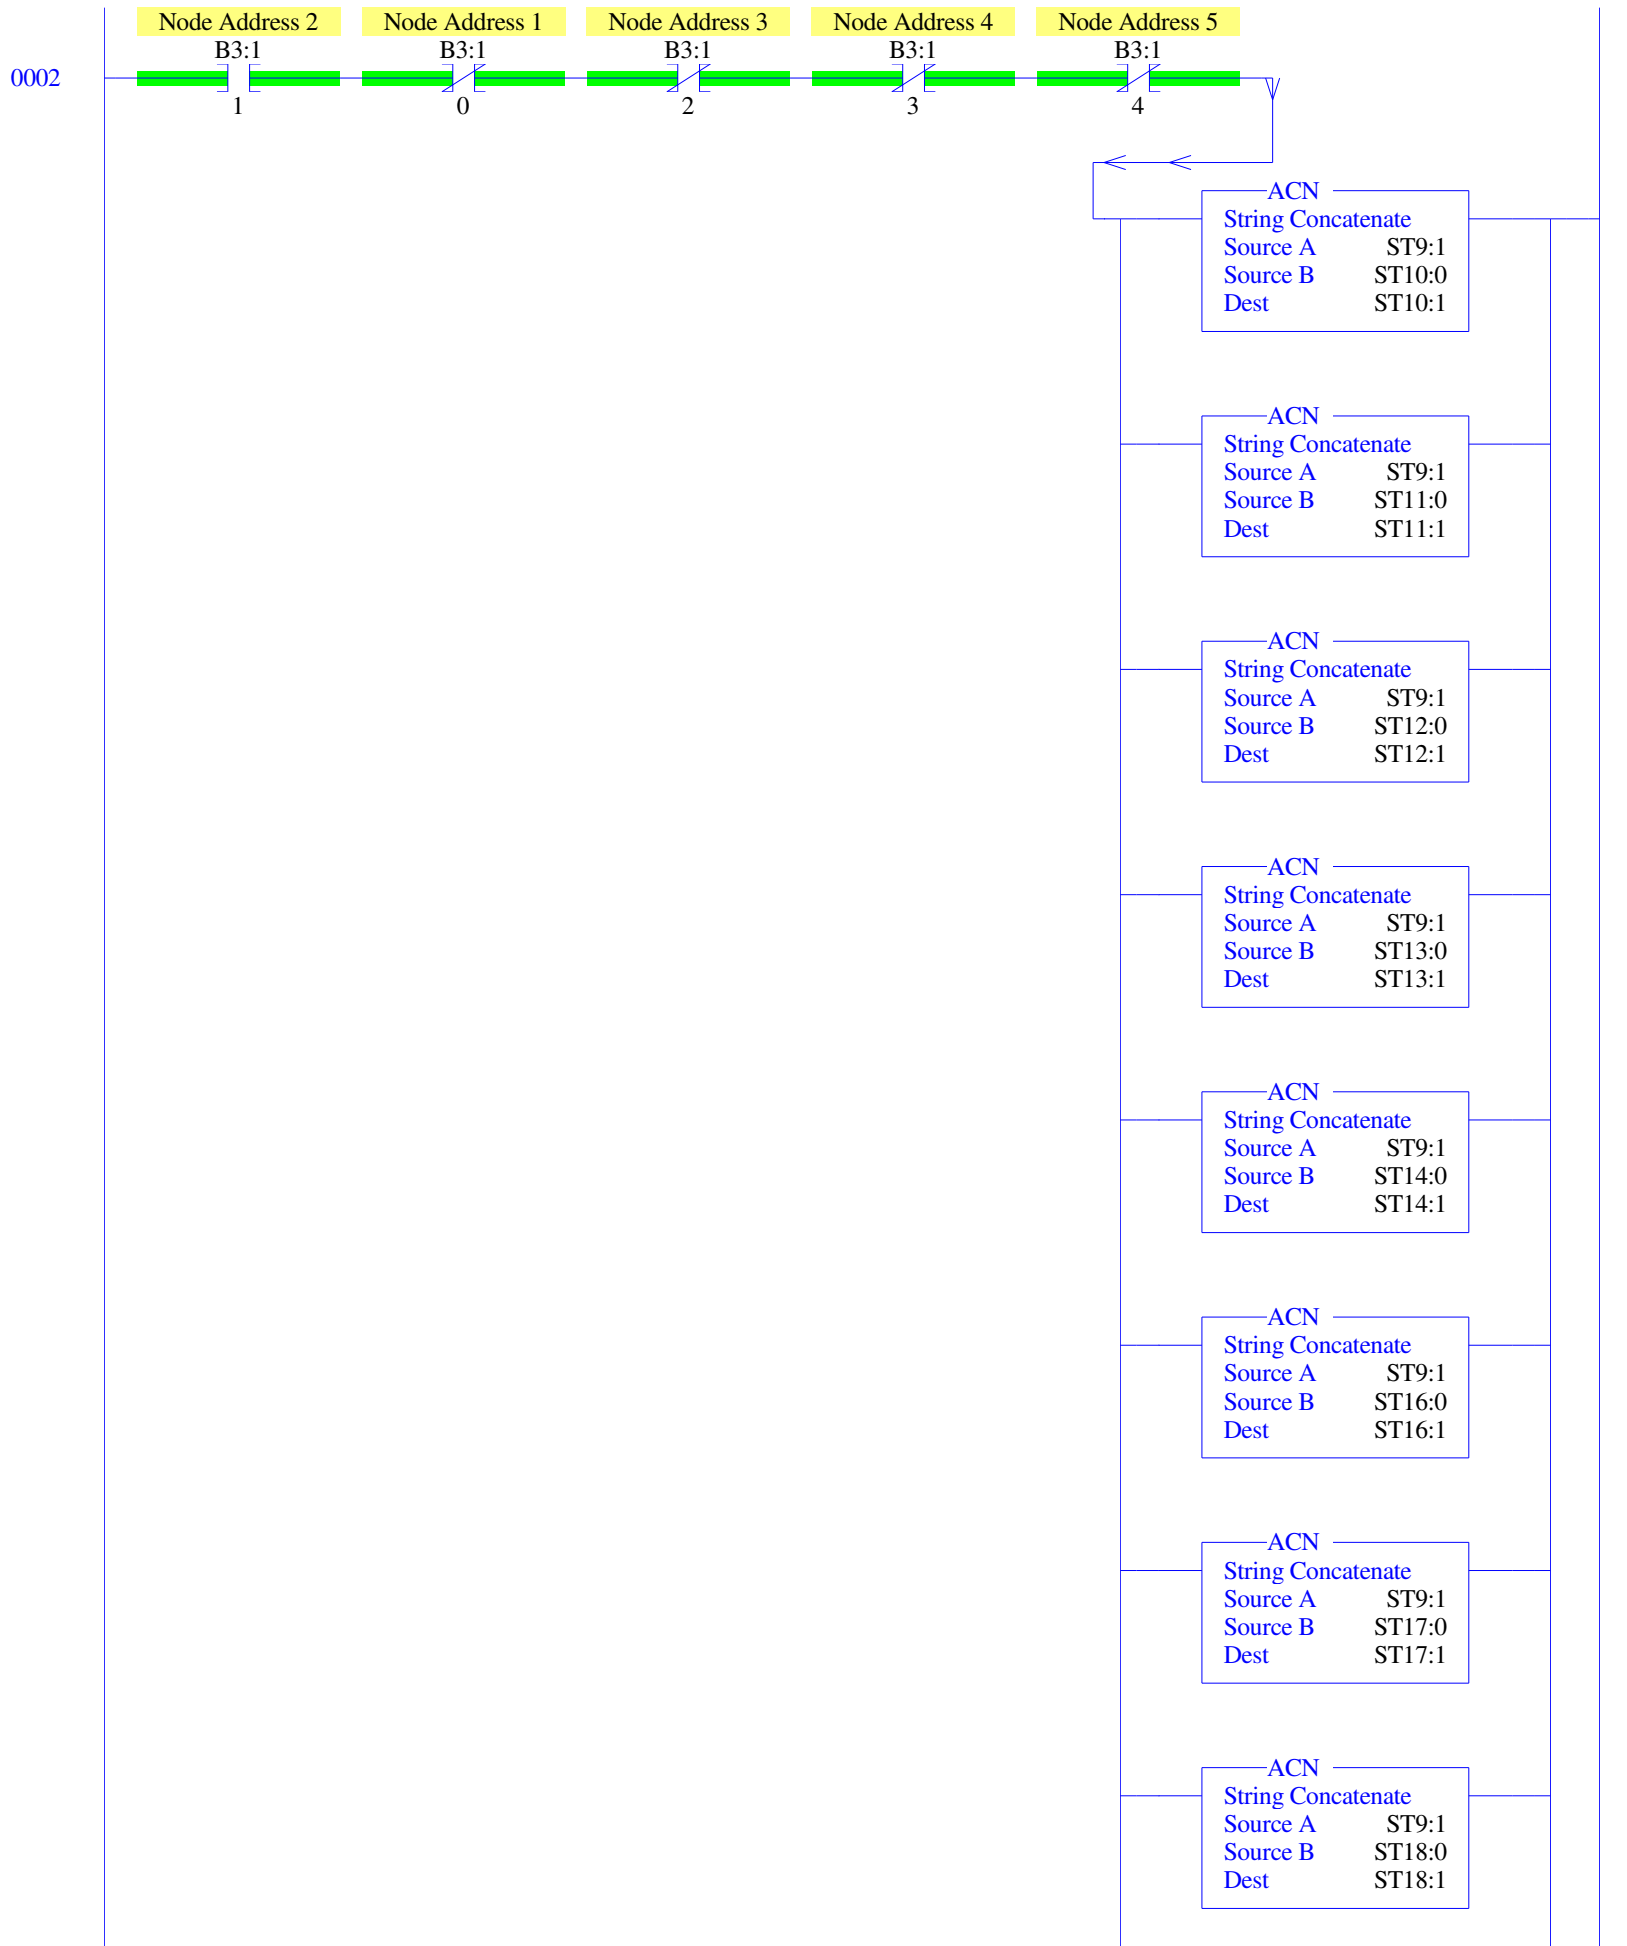 Node Address 2 Node Address 1 Node Address 3 Node Address 4 Node Address 5
B3:1 B3:1 B3:1 B3:1 B3:1
0002
1 0 2 3 4
ACN
String Concatenate
Source A ST9:1
Source B ST10:0
Dest ST10:1
ACN
String Concatenate
Source A ST9:1
Source B ST11:0
Dest ST11:1
ACN
String Concatenate
Source A ST9:1
Source B ST12:0
Dest ST12:1
ACN
String Concatenate
Source A ST9:1
Source B ST13:0
Dest ST13:1
ACN
String Concatenate
Source A ST9:1
Source B ST14:0
Dest ST14:1
ACN
String Concatenate
Source A ST9:1
Source B ST16:0
Dest ST16:1
ACN
String Concatenate
Source A ST9:1
Source B ST17:0
Dest ST17:1
ACN
String Concatenate
Source A ST9:1
Source B ST18:0
Dest ST18:1